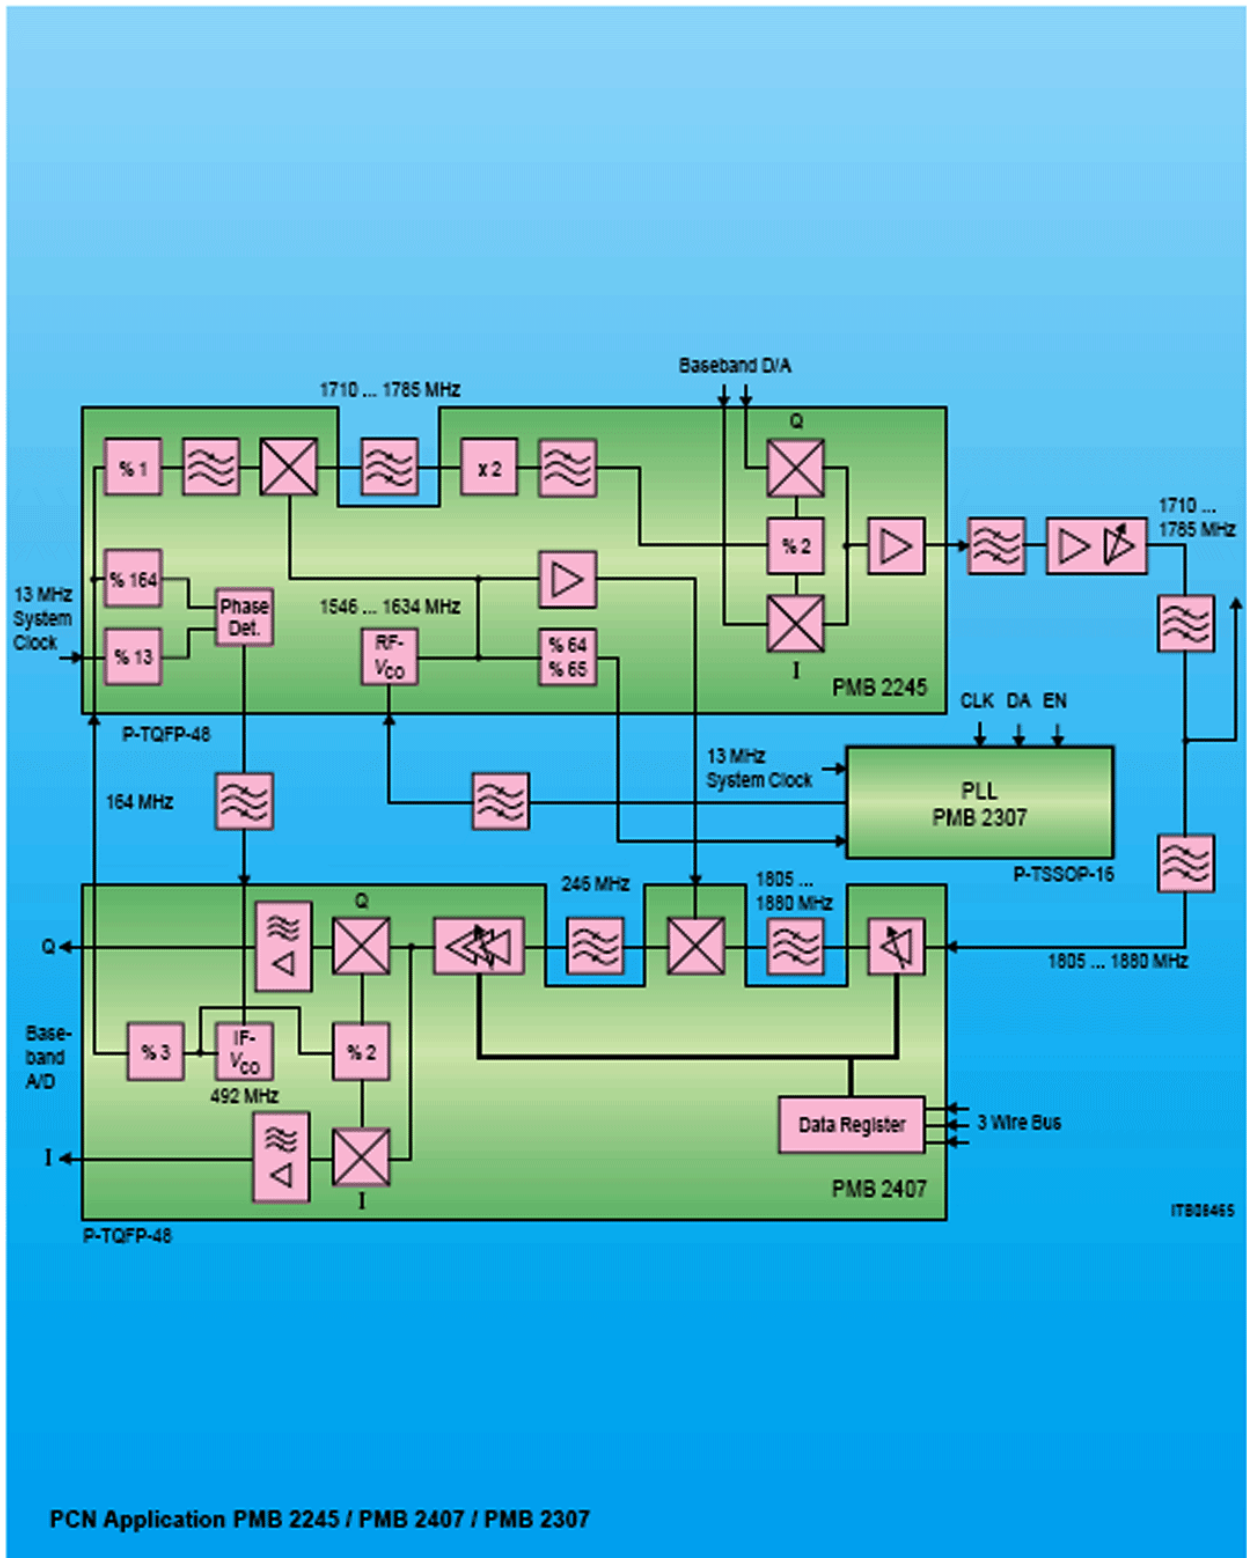 Baseband D/A
1710 ... 1785 MHz
Q
% 1
x 2
1710 ...
1785 MHz
% 2
% 164
13 MHz
System
Clock
Phase
Det.
1546 ... 1634 MHz
% 13
RF-
VCO
% 64
% 65
I
PMB 2245
CLK DA EN
P-TQFP-48
13 MHz
System Clock
PLL
PMB 2307
164 MHz
P-TSSOP-16
246 MHz
1805 ...
1880 MHz
Q
Q
1805 ... 1880 MHz
Base-
band
A/D
% 3
IF-
VCO
% 2
492 MHz
Data Register
3 Wire Bus
I
I
PMB 2407
ITB08465
P-TQFP-48
PCN Application PMB 2245 / PMB 2407 / PMB 2307